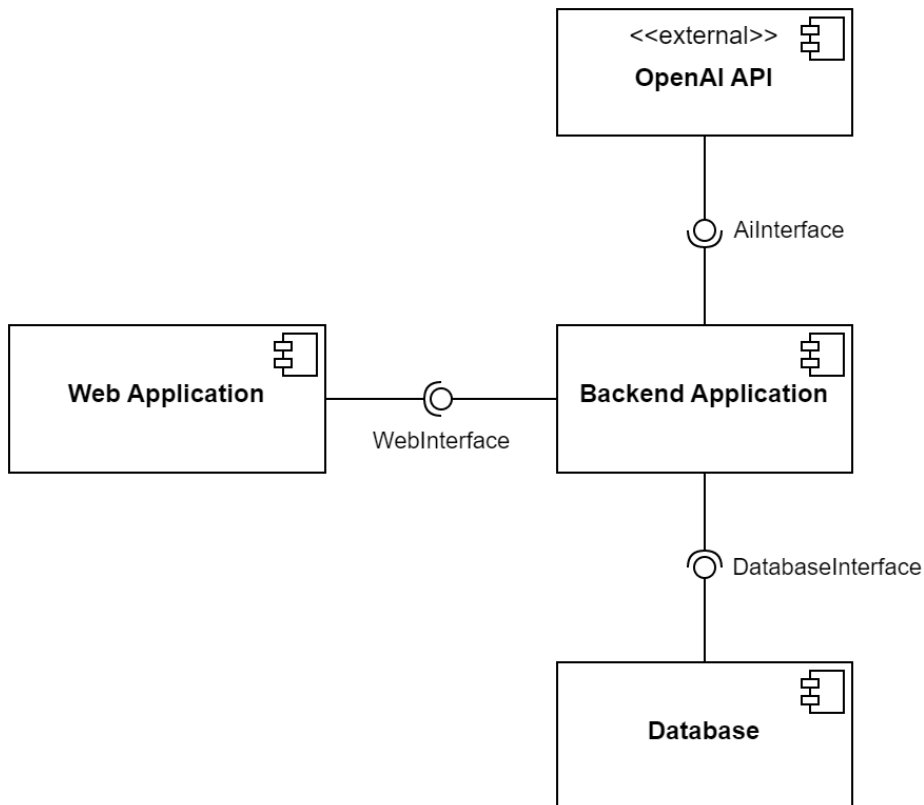 <<external>>
OpenAI API
AiInterface
Web Application
WebInterface
Backend Application
DatabaseInterface
Database